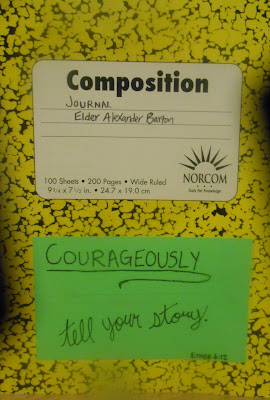 Composition
JOURNAL
Elder Alexander Barton
100 Sheets • 200 Pages • Wide Ruled
9¾ x 7½ in. • 24.7 x 19.0 cm
NORCOM
COURAGEOUSLY
tell your story.